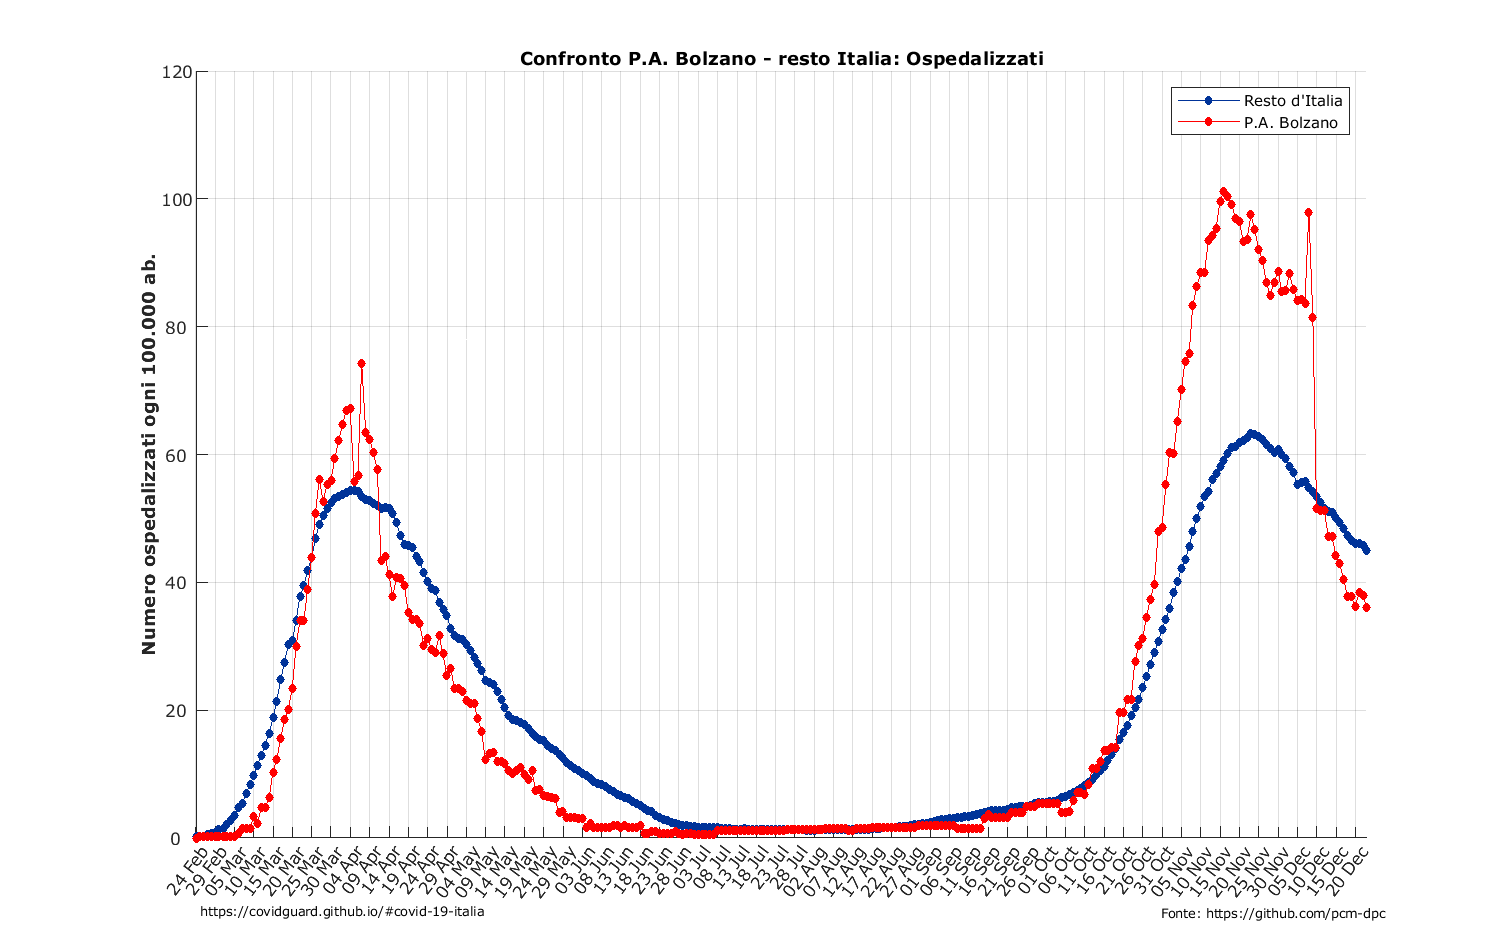 Confronto P.A. Bolzano - resto Italia: Ospedalizzati
Resto d'Italia
P.A. Bolzano
Numero ospedalizzati ogni 100.000 ab.
120
100
80
60
40
20
0
24 Feb
29 Feb
05 Mar
10 Mar
15 Mar
20 Mar
25 Mar
30 Mar
04 Apr
09 Apr
14 Apr
19 Apr
24 Apr
29 Apr
04 May
09 May
14 May
19 May
24 May
29 May
03 Jun
08 Jun
13 Jun
18 Jun
23 Jun
28 Jun
03 Jul
08 Jul
13 Jul
18 Jul
23 Jul
28 Jul
02 Aug
07 Aug
12 Aug
17 Aug
22 Aug
27 Aug
01 Sep
06 Sep
11 Sep
16 Sep
21 Sep
26 Sep
01 Oct
06 Oct
11 Oct
16 Oct
21 Oct
26 Oct
31 Oct
05 Nov
10 Nov
15 Nov
20 Nov
25 Nov
30 Nov
05 Dec
10 Dec
15 Dec
20 Dec
https://covidguard.github.io/#covid-19-italia
Fonte: https://github.com/pcm-dpc